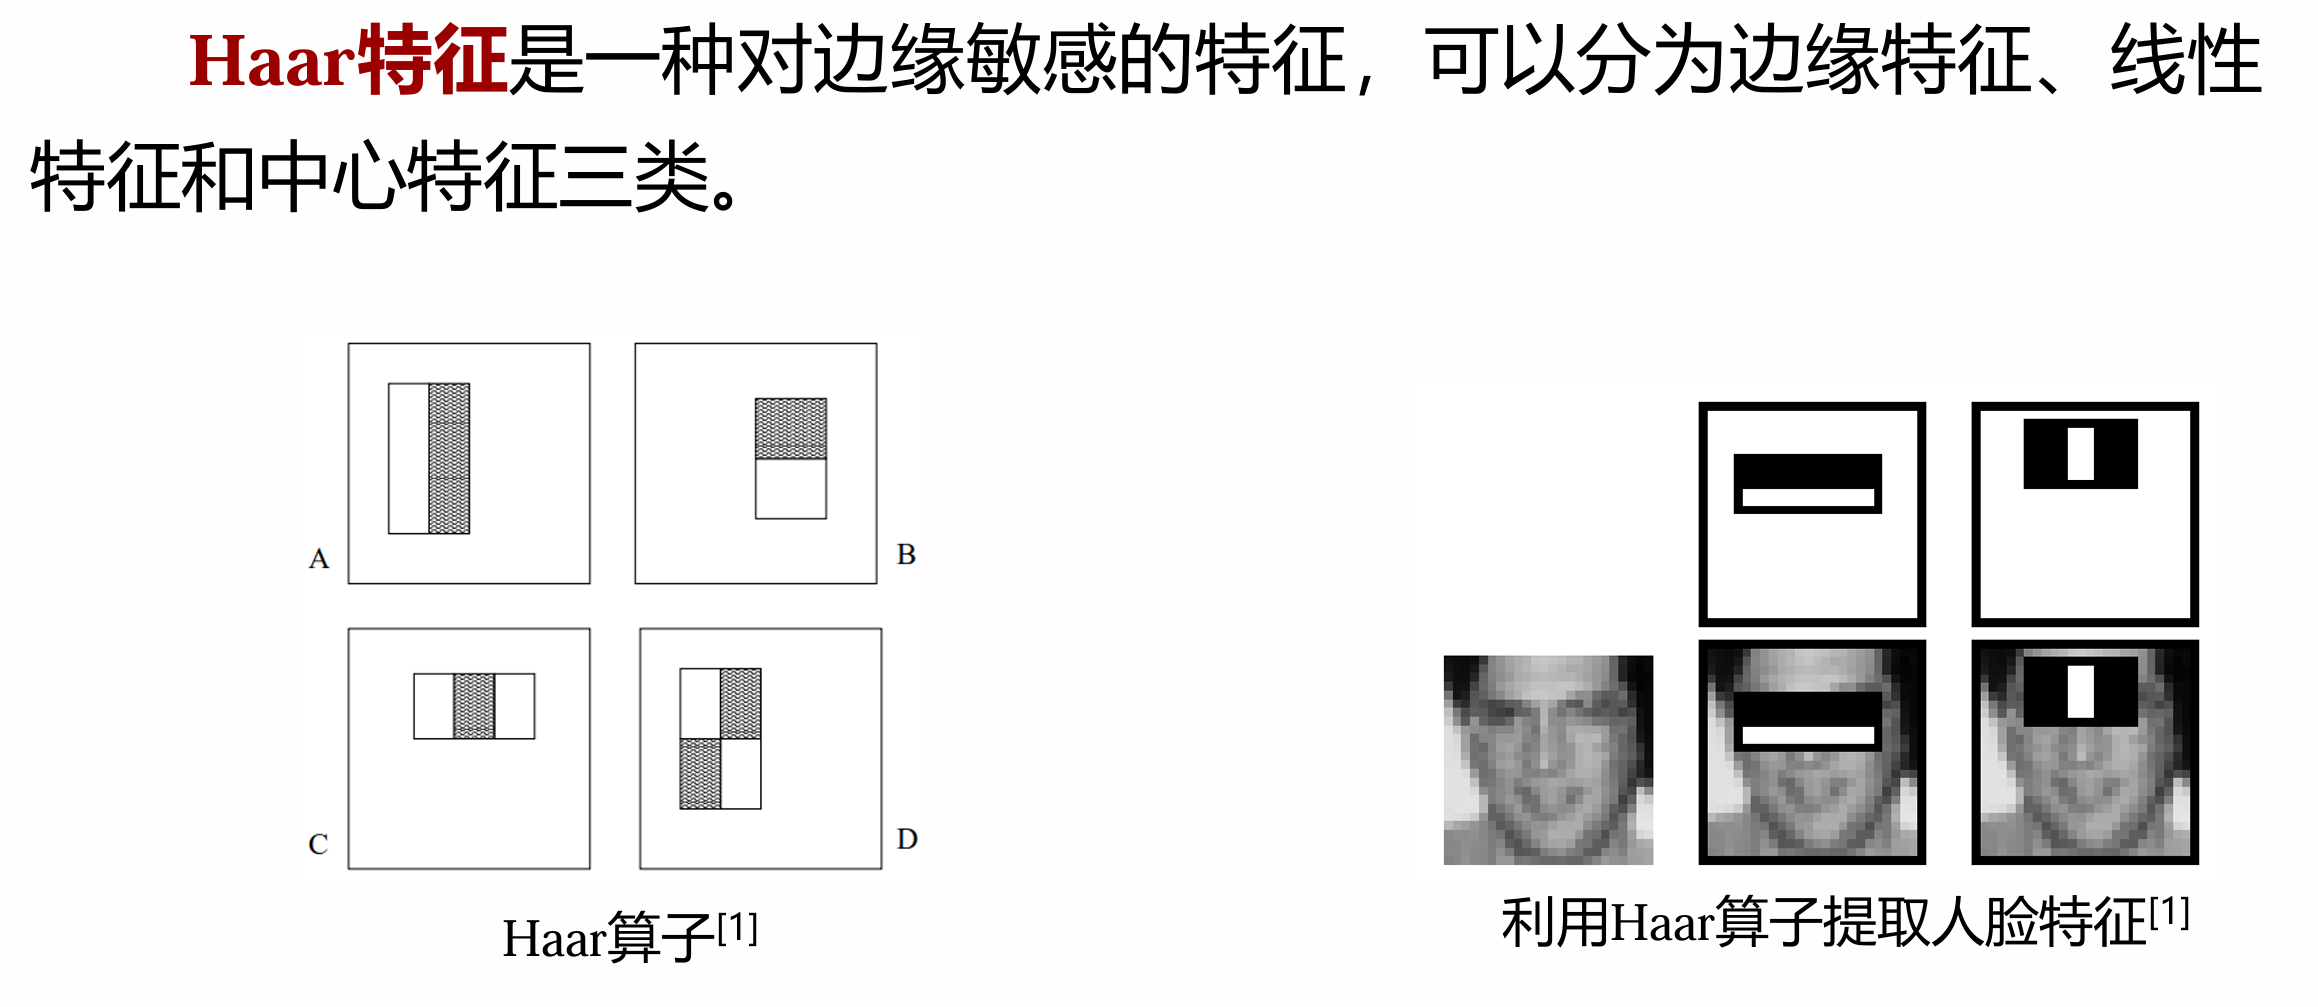 Haar特征是一种对边缘敏感的特征，可以分为边缘特征、线性
特征和中心特征三类。
A
B
C
D
Haar算子[1]
利用Haar算子提取人脸特征[1]